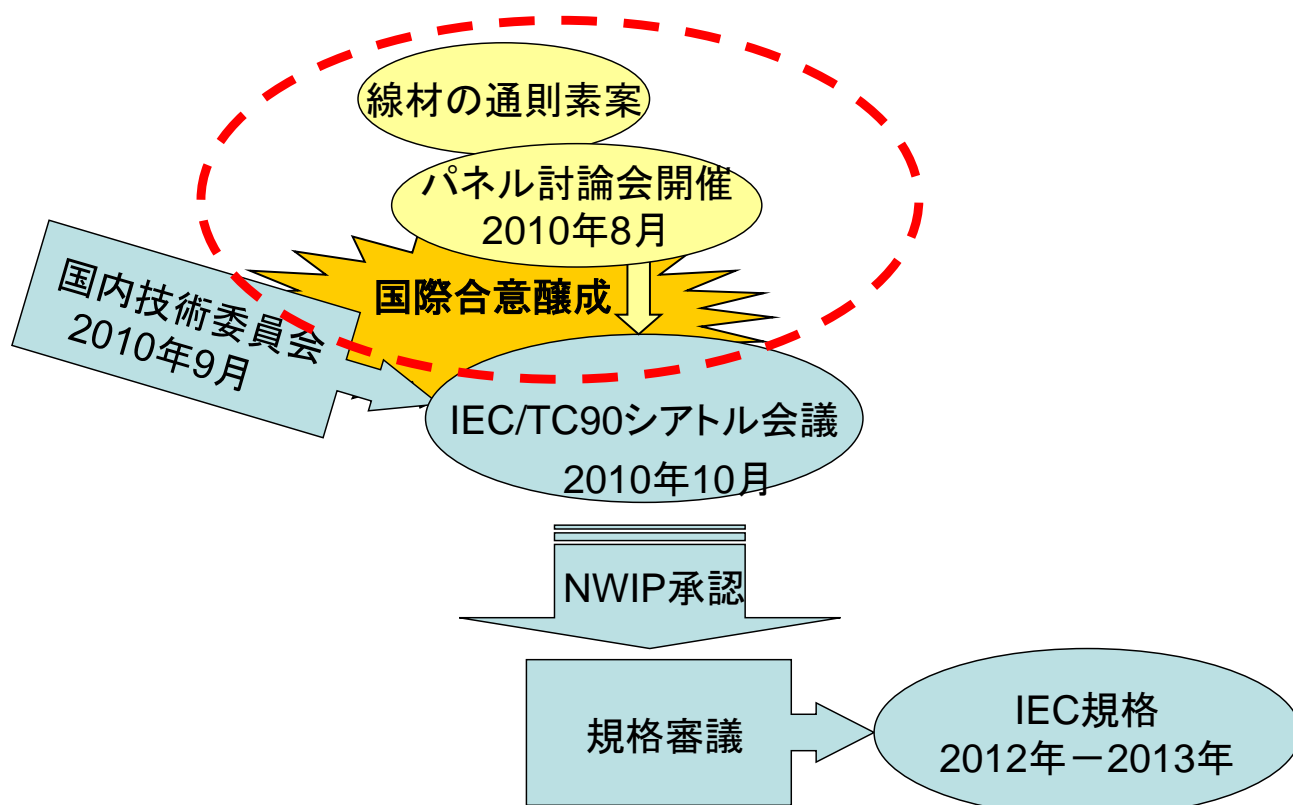 線材の通則素案
パネル討論会開催
2010年8月
国際合意醸成
国内技術委員会
2010年9月
IEC/TC90シアトル会議
2010年10月
NWIP承認
規格審議
IEC規格
2012年－2013年